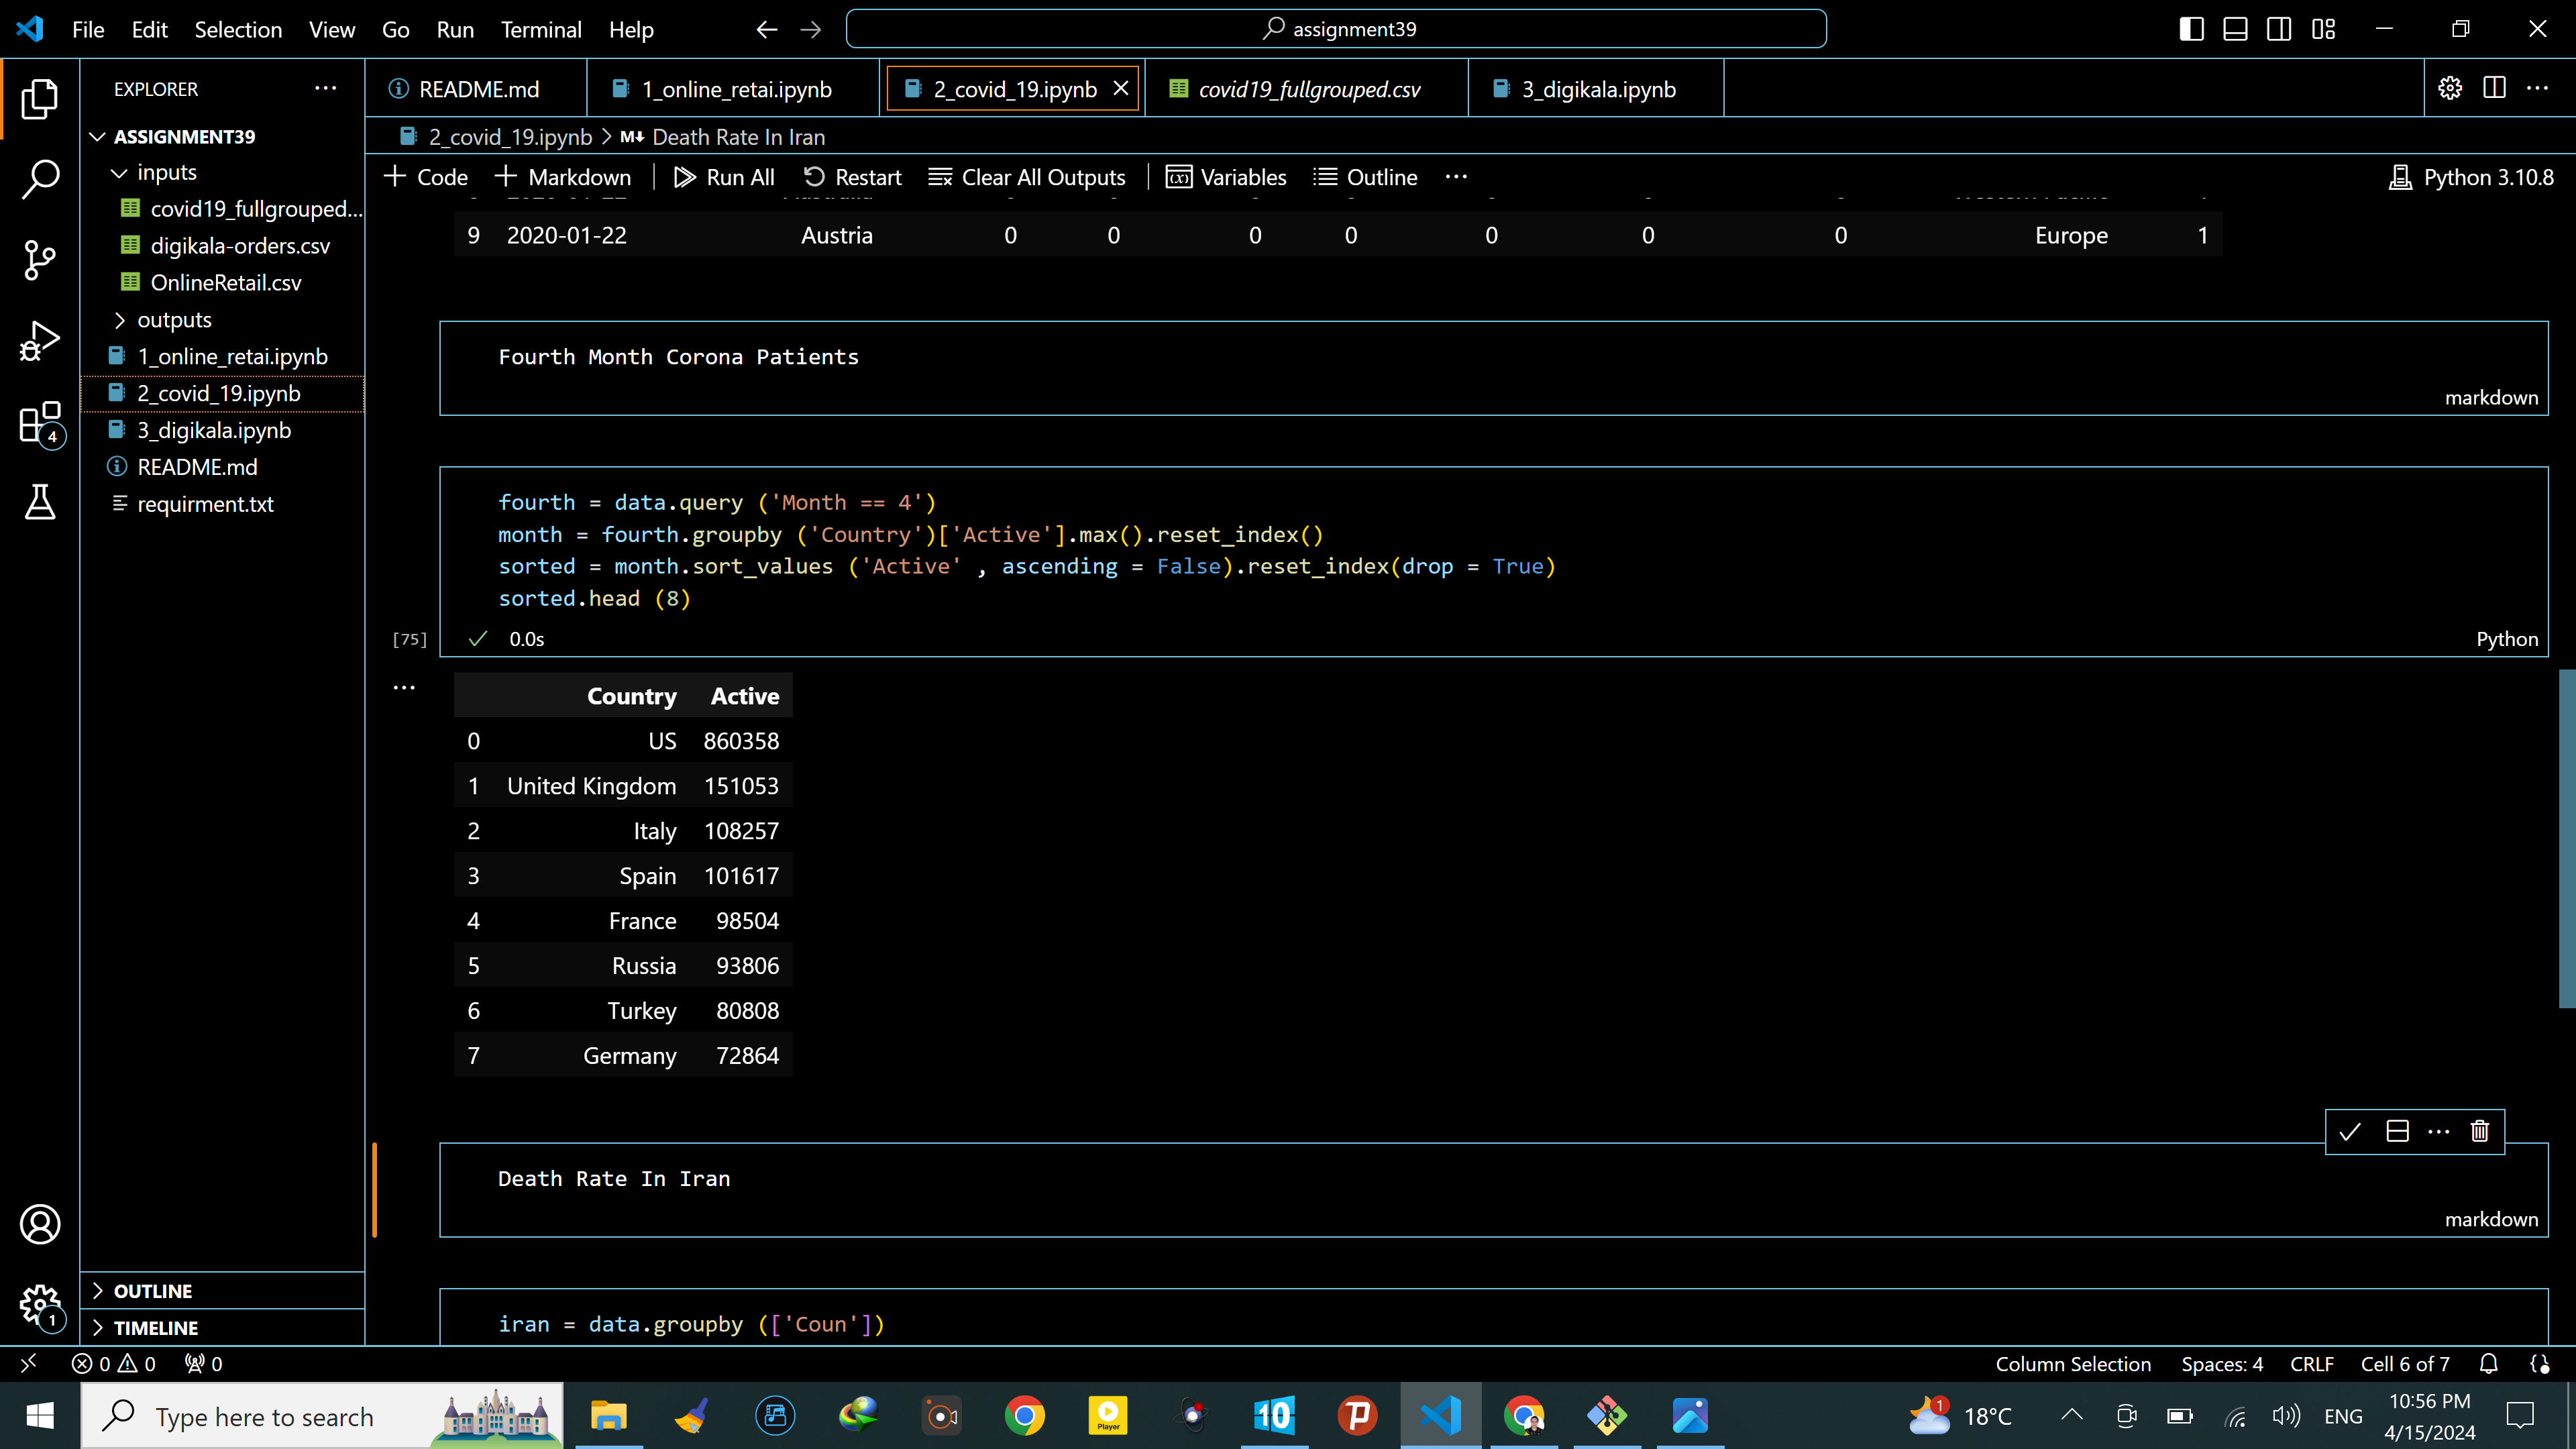 File Edit Selection View Go Run Terminal Help
assignment39
EXPLORER
README.md
1_online_retai.ipynb
2_covid_19.ipynb
covid19_fullgrouped.csv
3_digikala.ipynb
ASSIGNMENT39
inputs
covid19_fullgrouped...
digikala-orders.csv
OnlineRetail.csv
outputs
1_online_retai.ipynb
2_covid_19.ipynb
3_digikala.ipynb
README.md
requirment.txt
4
OUTLINE
TIMELINE
1
2_covid_19.ipynb > M↓ Death Rate In Iran
+ Code + Markdown Run All Restart Clear All Outputs Variables Outline ...
Python 3.10.8
9 2020-01-22 Austria 0 0 0 0 0 0 0 Europe 1
Fourth Month Corona Patients
markdown
fourth = data.query ('Month == 4')
month = fourth.groupby ('Country')['Active'].max().reset_index()
sorted = month.sort_values ('Active' , ascending = False).reset_index(drop = True)
sorted.head (8)
[75]
0.0s
Python
Country Active
0 US 860358
1 United Kingdom 151053
2 Italy 108257
3 Spain 101617
4 France 98504
5 Russia 93806
6 Turkey 80808
7 Germany 72864
Death Rate In Iran
markdown
iran = data.groupby (['Coun'])
0 0 0
Column Selection Spaces: 4 CRLF Cell 6 of 7
Type here to search
Player
10
1
18°C
ENG
10:56 PM
4/15/2024